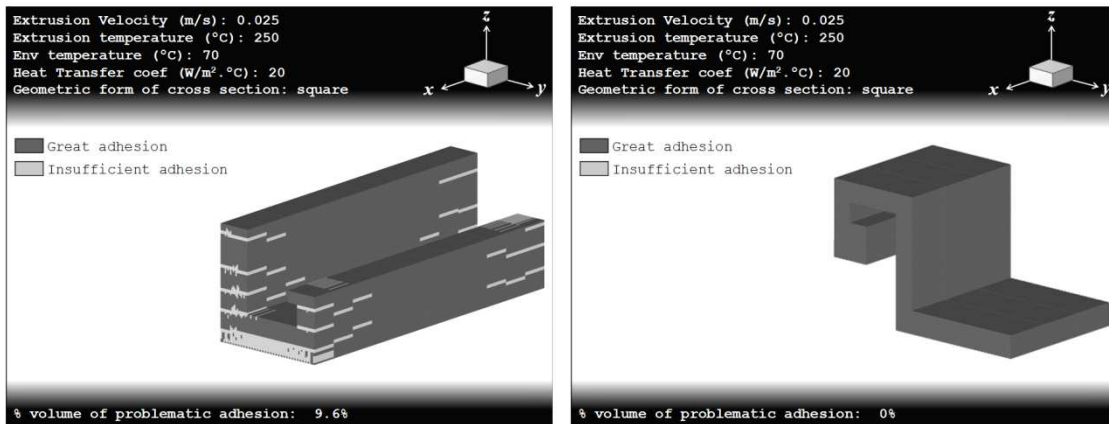 Extrusion Velocity (m/s): 0.025
Extrusion temperature (°C): 250
Env temperature (°C): 70
Heat Transfer coef (W/m².°C): 20
Geometric form of cross section: square
z
x
y
Great adhesion
Insufficient adhesion
% volume of problematic adhesion: 9.6%
Extrusion Velocity (m/s): 0.025
Extrusion temperature (°C): 250
Env temperature (°C): 70
Heat Transfer coef (W/m².°C): 20
Geometric form of cross section: square
z
x
y
Great adhesion
Insufficient adhesion
% volume of problematic adhesion: 0%